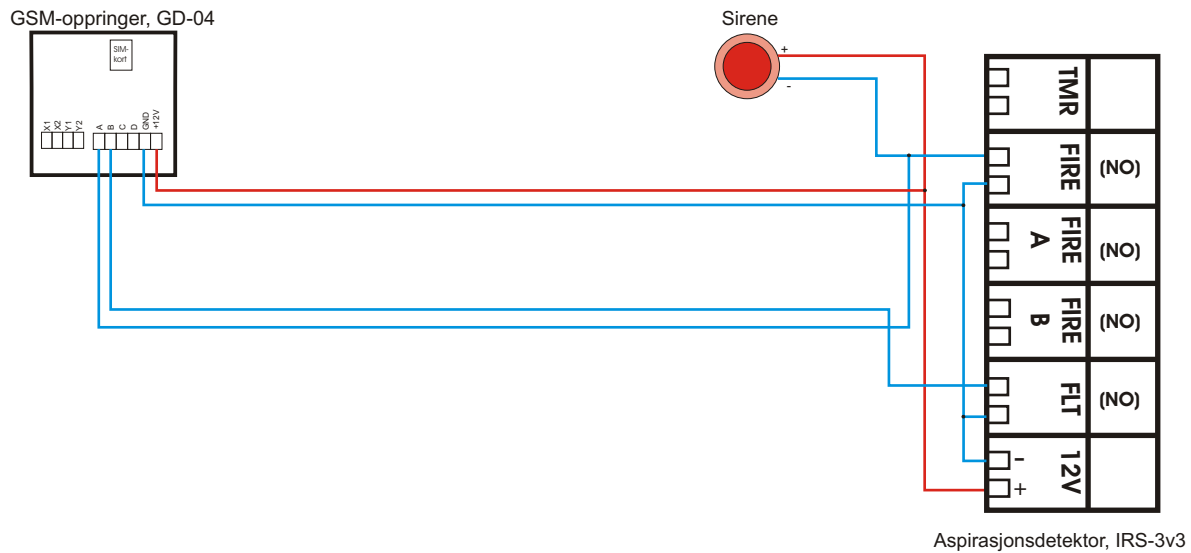 GSM-oppringer, GD-04
SIM-
kort
X1
X2
Y1
Y2
A
B
C
D
GND
+12V
Sirene
+
-
TMR
FIRE
(NO)
FIRE
A
(NO)
FIRE
B
(NO)
FLT
(NO)
12V
-
+
Aspirasjonsdetektor, IRS-3v3